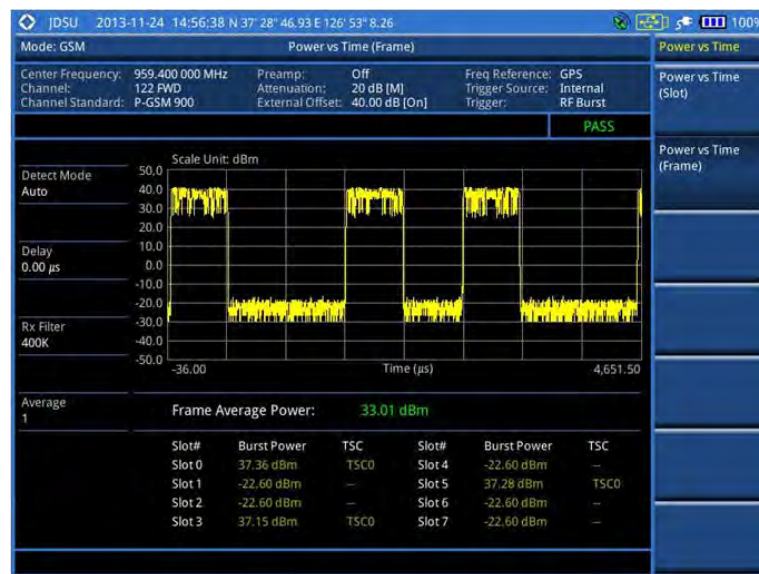 JDSU 2013-11-24 14:56:38 N 37' 28" 46.93 E 126' 53" 8.26 100%
Mode: GSM Power vs Time (Frame) Power vs Time
Center Frequency: 959.400 000 MHz Preamp: Off Freq Reference: GPS
Channel: 122 FWD Attenuation: 20 dB [M] Trigger Source: Internal
Channel Standard: P-GSM 900 External Offset: 40.00 dB [On] Trigger: RF Burst
Power vs Time
(Slot)
PASS
Power vs Time
(Frame)
Scale Unit: dBm
Detect Mode
Auto
Delay
0.00 µs
Rx Filter
400K
Average
1
50.0
40.0
30.0
20.0
10.0
0.0
-10.0
-20.0
-30.0
-40.0
-50.0
-36.00 Time (µs) 4,651.50
Frame Average Power: 33.01 dBm
Slot# Burst Power TSC Slot# Burst Power TSC
Slot 0 37.36 dBm TSC0 Slot 4 -22.60 dBm --
Slot 1 -22.60 dBm -- Slot 5 37.28 dBm TSC0
Slot 2 -22.60 dBm -- Slot 6 -22.60 dBm --
Slot 3 37.15 dBm TSC0 Slot 7 -22.60 dBm --